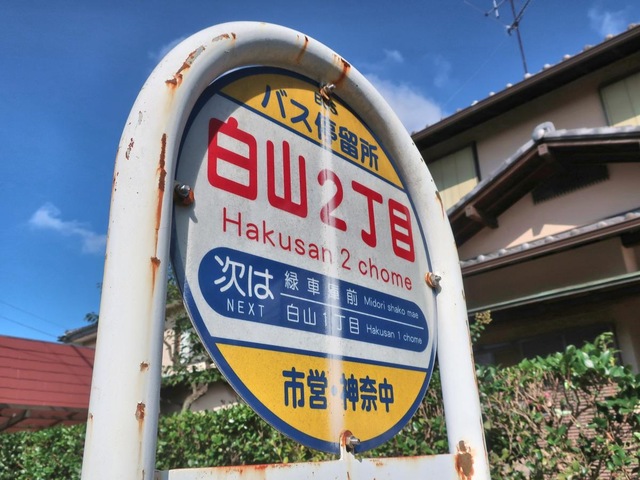 バス停留所
白山2丁目
Hakusan 2 chome
次は
NEXT
緑車庫前 Midori shako mae
白山1丁目 Hakusan 1 chome
市営・神奈中